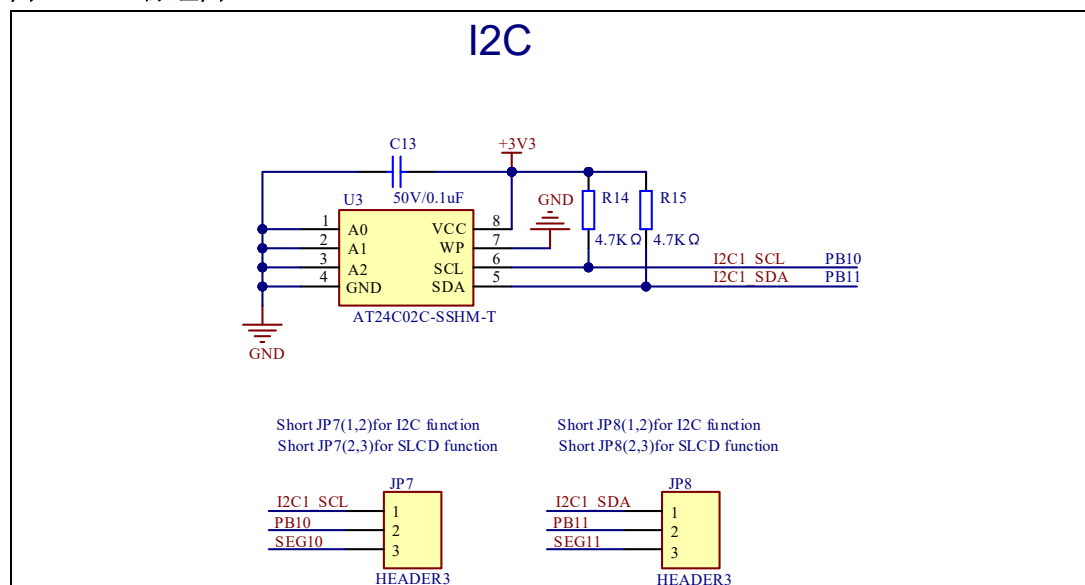 I2C
C13
+3V3
50V/0.1uF
U3
GND
R14
R15
4.7KΩ
4.7KΩ
1 A0 VCC 8
2 A1 WP 7
3 A2 SCL 6
4 GND SDA 5
I2C1_SCL PB10
I2C1_SDA PB11
AT24C02C-SSHM-T
GND
Short JP7(1,2)for I2C function
Short JP7(2,3)for SLCD function
Short JP8(1,2)for I2C function
Short JP8(2,3)for SLCD function
JP7
I2C1_SCL 1
PB10 2
SEG10 3
HEADER3
JP8
I2C1_SDA 1
PB11 2
SEG11 3
HEADER3